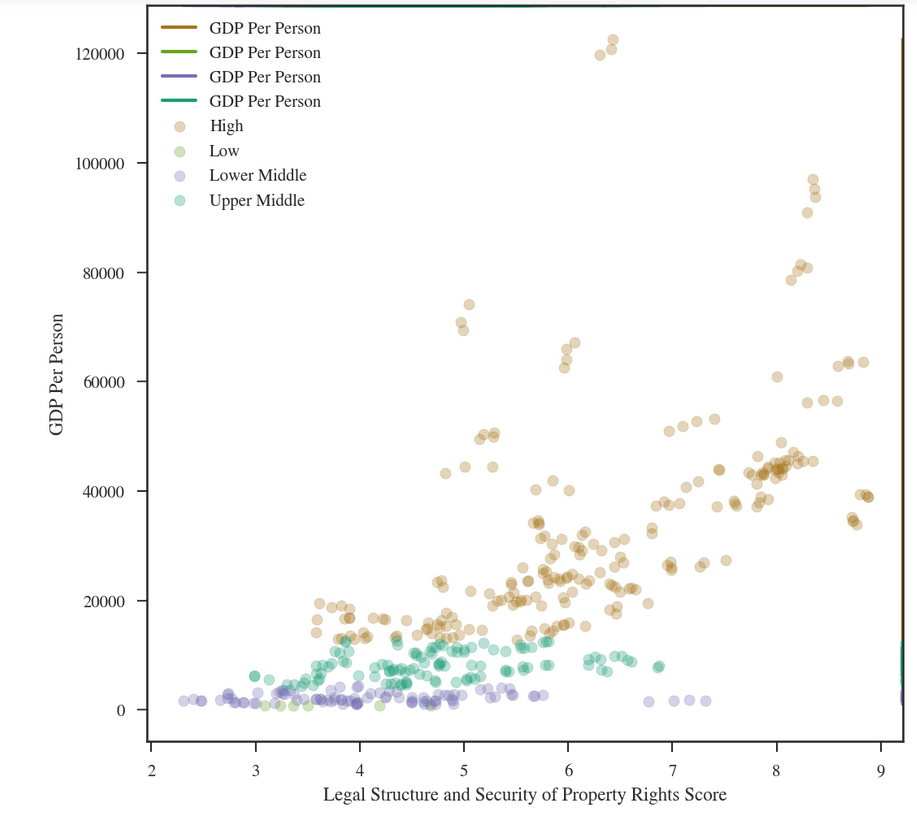 GDP Per Person
GDP Per Person
GDP Per Person
GDP Per Person
High
Low
Lower Middle
Upper Middle
120000
100000
80000
60000
40000
20000
0
GDP Per Person
2 3 4 5 6 7 8 9
Legal Structure and Security of Property Rights Score